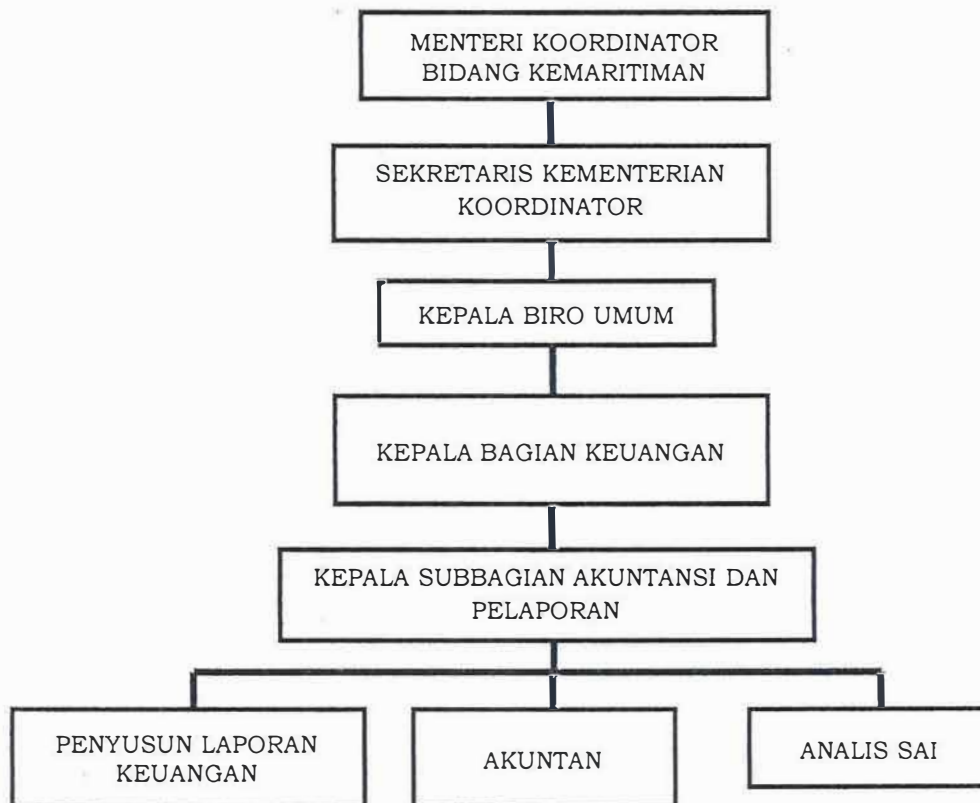 MENTERI KOORDINATOR
BIDANG KEMARITIMAN
SEKRETARIS KEMENTERIAN
KOORDINATOR
KEPALA BIRO UMUM
KEPALA BAGIAN KEUANGAN
KEPALA SUBBAGIAN AKUNTANSI DAN
PELAPORAN
PENYUSUN LAPORAN
KEUANGAN
AKUNTAN
ANALIS SAI